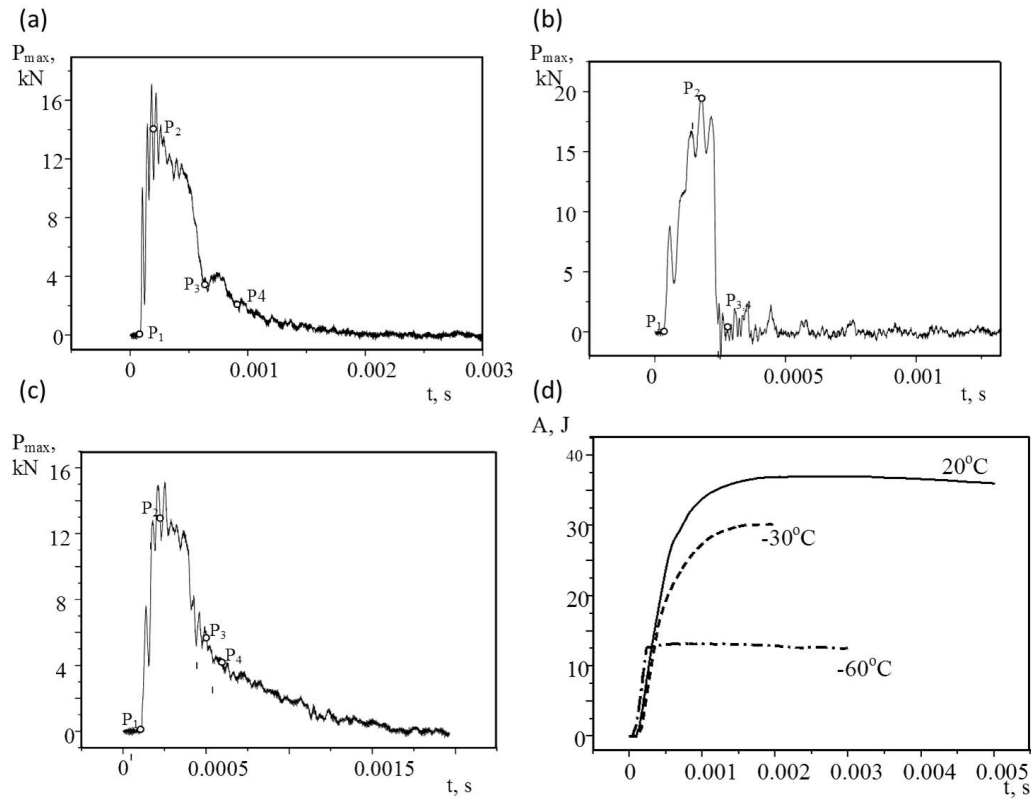 (a)
P max, kN
16
12
8
4
0
P2
P3
P4
P1
0
0.001
0.002
0.003
t, s
(b)
P max, kN
20
15
10
5
0
P2
P1
P3,4
0
0.0005
0.001
t, s
(c)
P max, kN
16
12
8
4
0
P2
P3
P4
P1
0
0.0005
0.0015
t, s
(d)
A, J
40
30
20
10
0
20°C
-30°C
-60°C
0
0.001
0.002
0.003
0.004
0.005
t, s